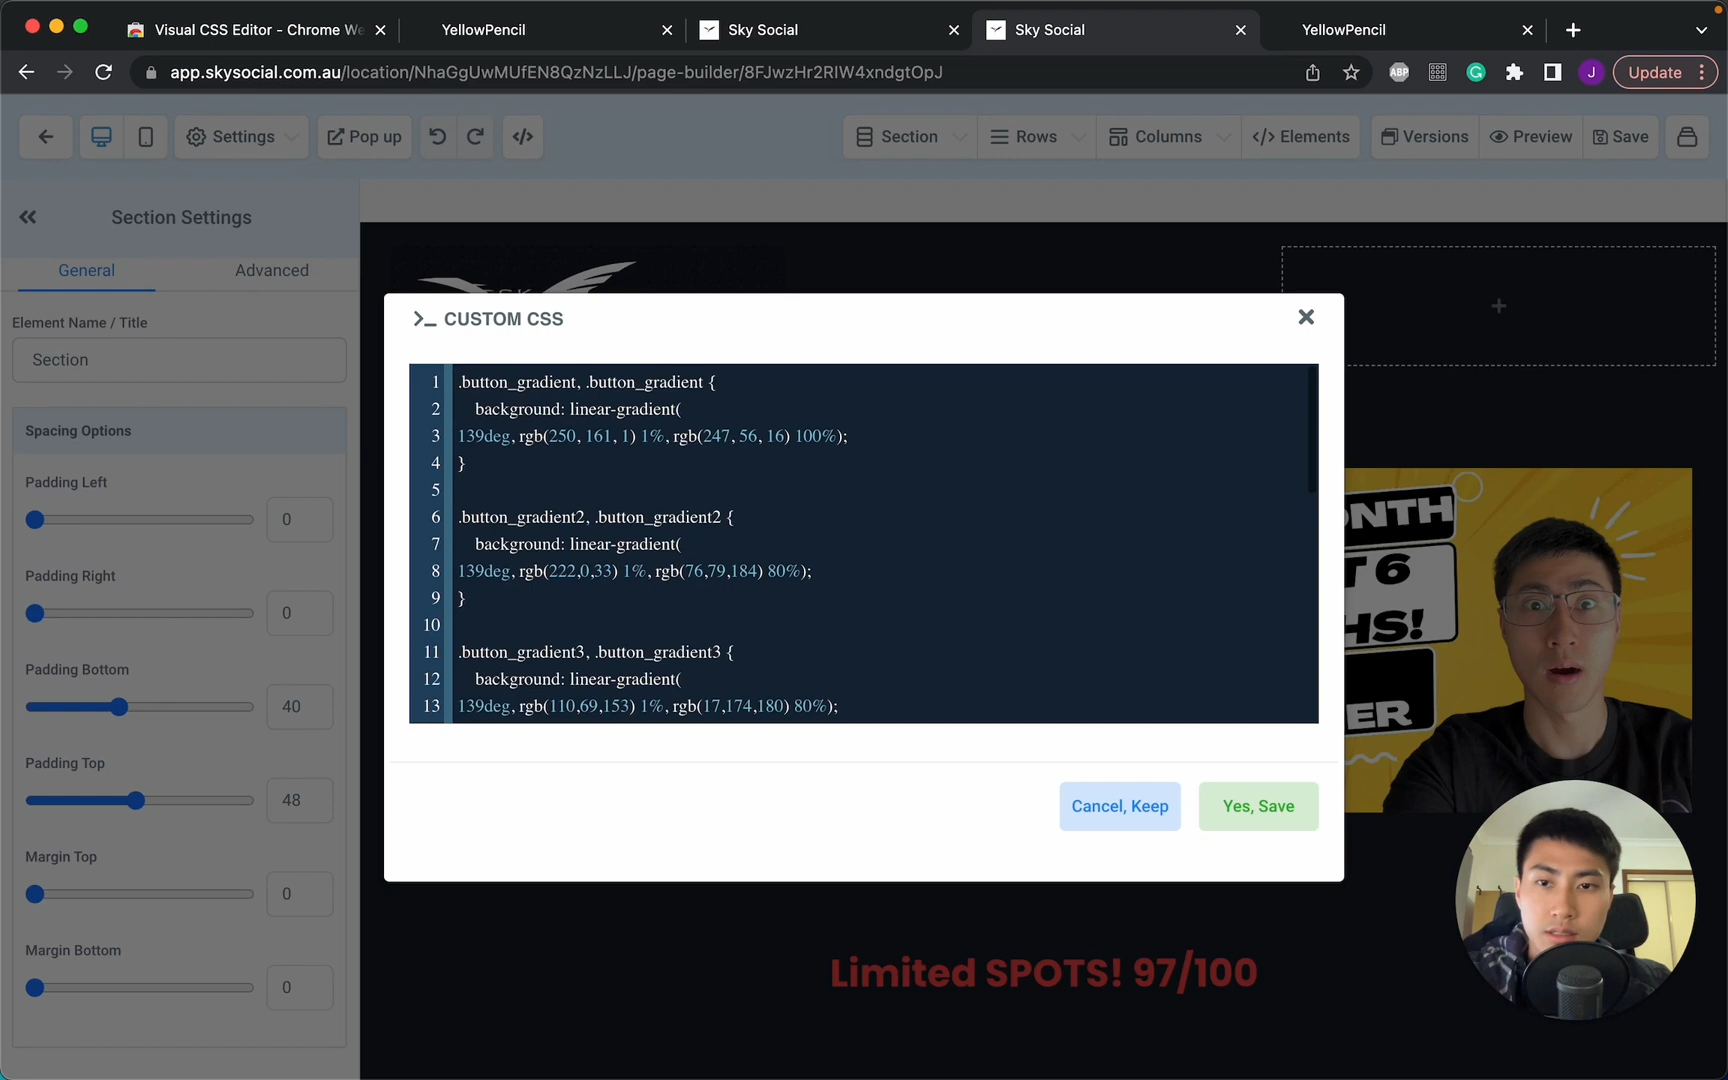 Visual CSS Editor - Chrome We
YellowPencil
Sky Social
Sky Social
YellowPencil
app.skysocial.com.au/location/NhaGgUwMUfEN8QzNzLLJ/page-builder/8FJwzHr2RIW4xndgtOpJ
ABP
J
Update
Settings
Pop up
Section
Rows
Columns
</> Elements
Versions
Preview
Save
Section Settings
General
Advanced
Element Name / Title
Section
Spacing Options
Padding Left
0
Padding Right
0
Padding Bottom
40
Padding Top
48
Margin Top
0
Margin Bottom
0
>_ CUSTOM CSS
1 .button_gradient, .button_gradient {
2 background: linear-gradient(
3 139deg, rgb(250, 161, 1) 1%, rgb(247, 56, 16) 100%);
4 }
5
6 .button_gradient2, .button_gradient2 {
7 background: linear-gradient(
8 139deg, rgb(222,0,33) 1%, rgb(76,79,184) 80%);
9 }
10
11 .button_gradient3, .button_gradient3 {
12 background: linear-gradient(
13 139deg, rgb(110,69,153) 1%, rgb(17,174,180) 80%);
Cancel, Keep
Yes, Save
ONTH
T 6
HS!
ER
Limited SPOTS! 97/100